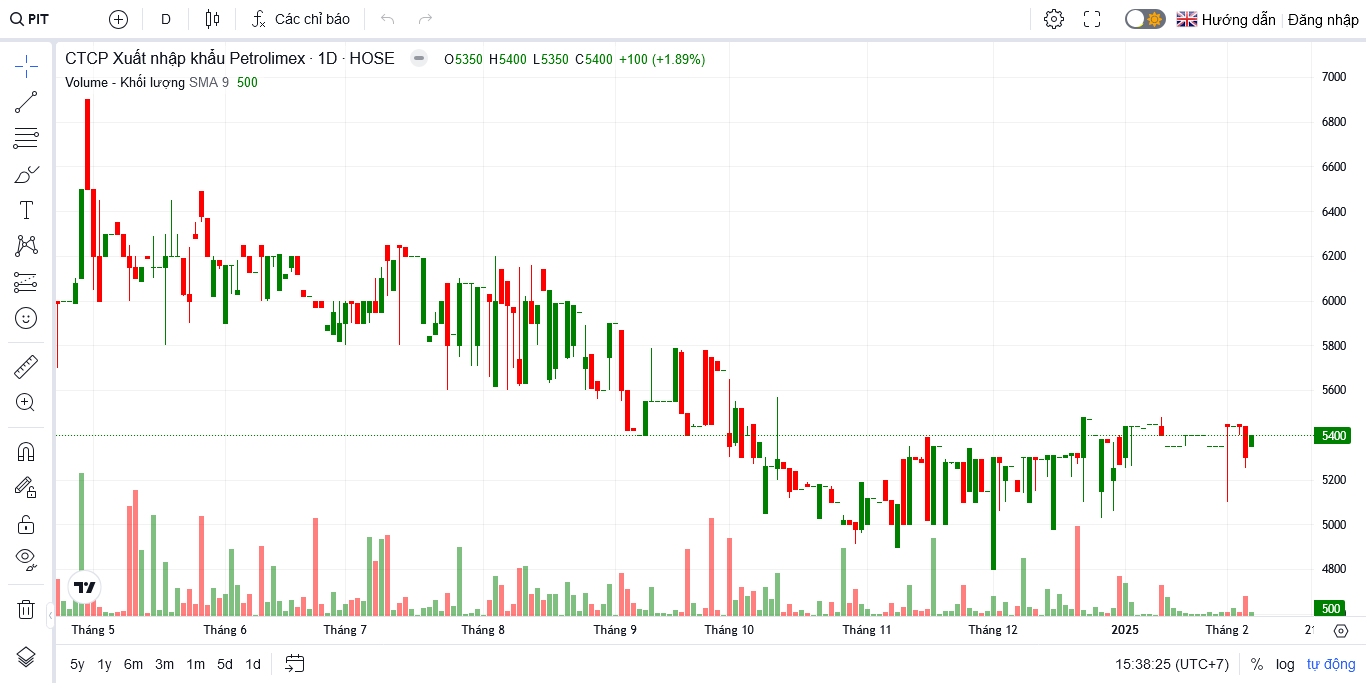 PIT D Các chỉ báo Hướng dẫn Đăng nhập
CTCP Xuất nhập khẩu Petrolimex · 1D · HOSE O5350 H5400 L5350 C5400 +100 (+1.89%)
Volume - Khối lượng SMA 9 500
7000
6800
6600
6400
6200
6000
5800
5600
5400
5200
5000
4800
500
Tháng 5 Tháng 6 Tháng 7 Tháng 8 Tháng 9 Tháng 10 Tháng 11 Tháng 12 2025 Tháng 2
5y 1y 6m 3m 1m 5d 1d 15:38:25 (UTC+7) % log tự động